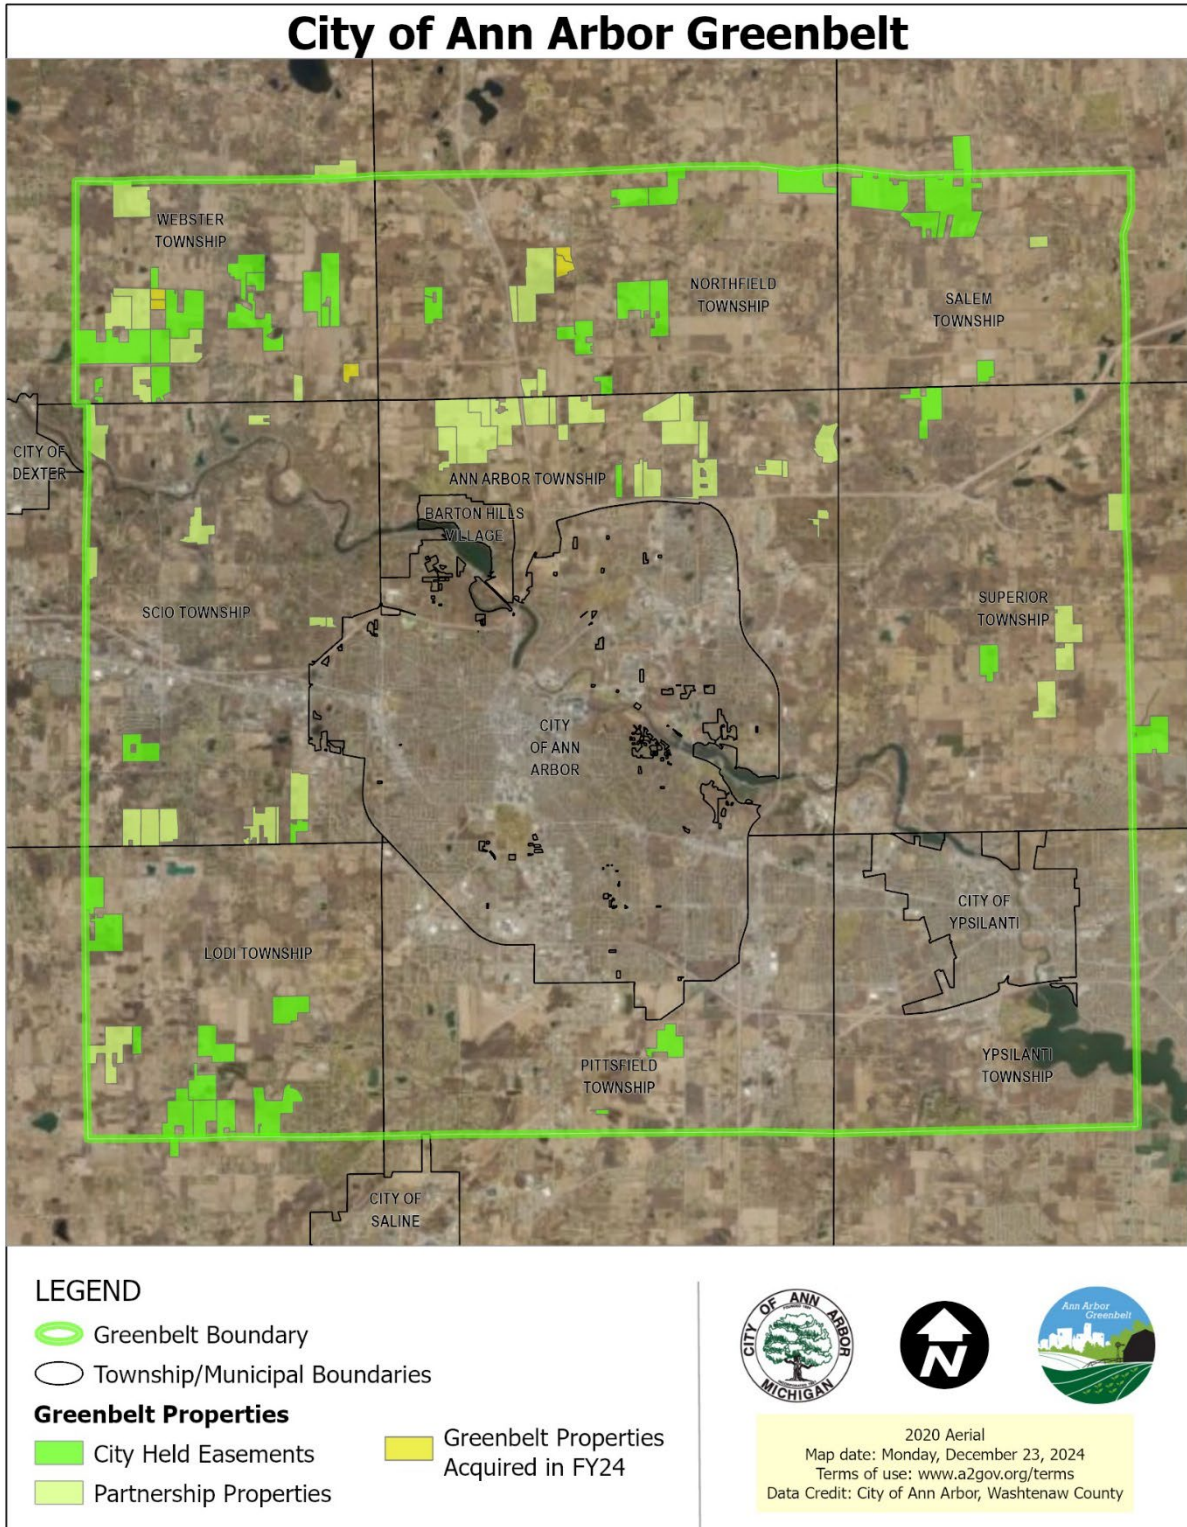 City of Ann Arbor Greenbelt
WEBSTER
TOWNSHIP
NORTHFIELD
TOWNSHIP
SALEM
TOWNSHIP
CITY OF
DEXTER
ANN ARBOR TOWNSHIP
BARTON HILLS
VILLAGE
SCIO TOWNSHIP
SUPERIOR
TOWNSHIP
CITY
OF ANN
ARBOR
CITY OF
YPSILANTI
LODI TOWNSHIP
PITTSFIELD
TOWNSHIP
YPSILANTI
TOWNSHIP
CITY OF
SALINE
LEGEND
Greenbelt Boundary
Township/Municipal Boundaries
Greenbelt Properties
City Held Easements
Partnership Properties
Greenbelt Properties
Acquired in FY24
CITY OF ANN ARBOR
MICHIGAN
N
Ann Arbor
Greenbelt
2020 Aerial
Map date: Monday, December 23, 2024
Terms of use: www.a2gov.org/terms
Data Credit: City of Ann Arbor, Washtenaw County